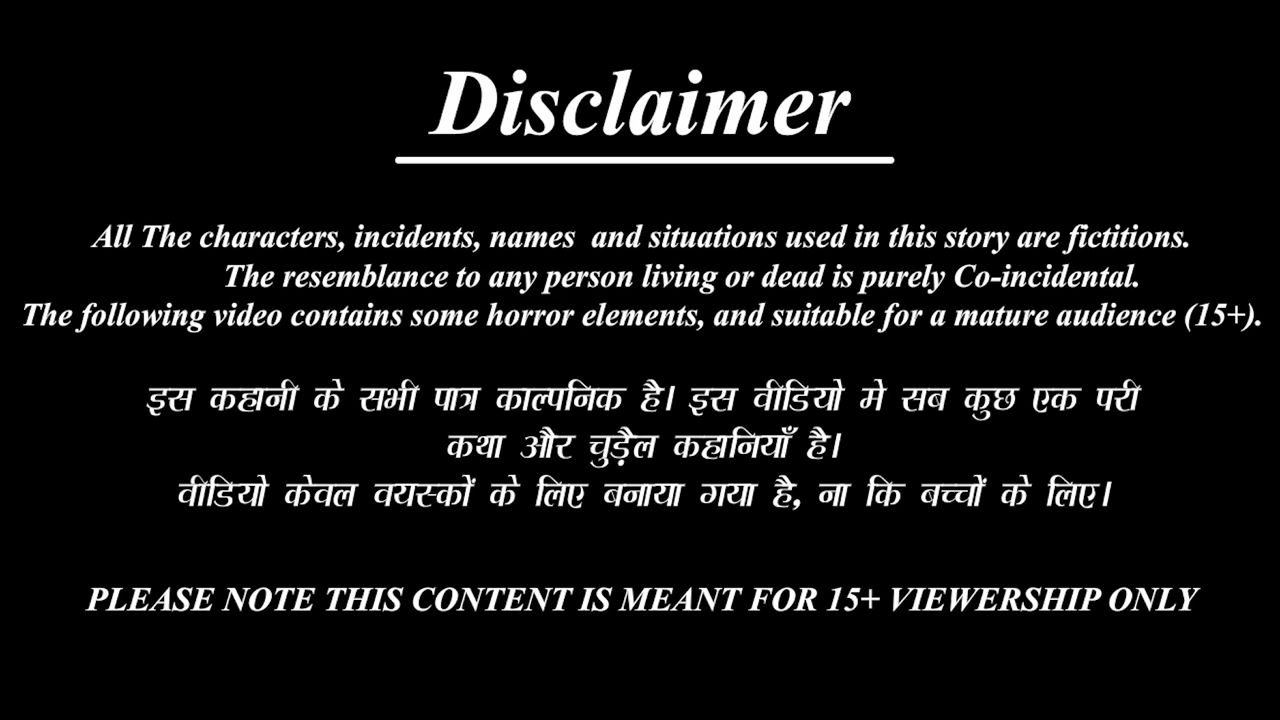 Disclaimer
All The characters, incidents, names and situations used in this story are fictitions.
The resemblance to any person living or dead is purely Co-incidental.
The following video contains some horror elements, and suitable for a mature audience (15+).
इस कहानी के सभी पात्र काल्पनिक है। इस वीडियो मे सब कुछ एक परी
कथा और चुड़ैल कहानियाँ है।
वीडियो केवल वयस्कों के लिए बनाया गया है, ना कि बच्चों के लिए।
PLEASE NOTE THIS CONTENT IS MEANT FOR 15+ VIEWERSHIP ONLY